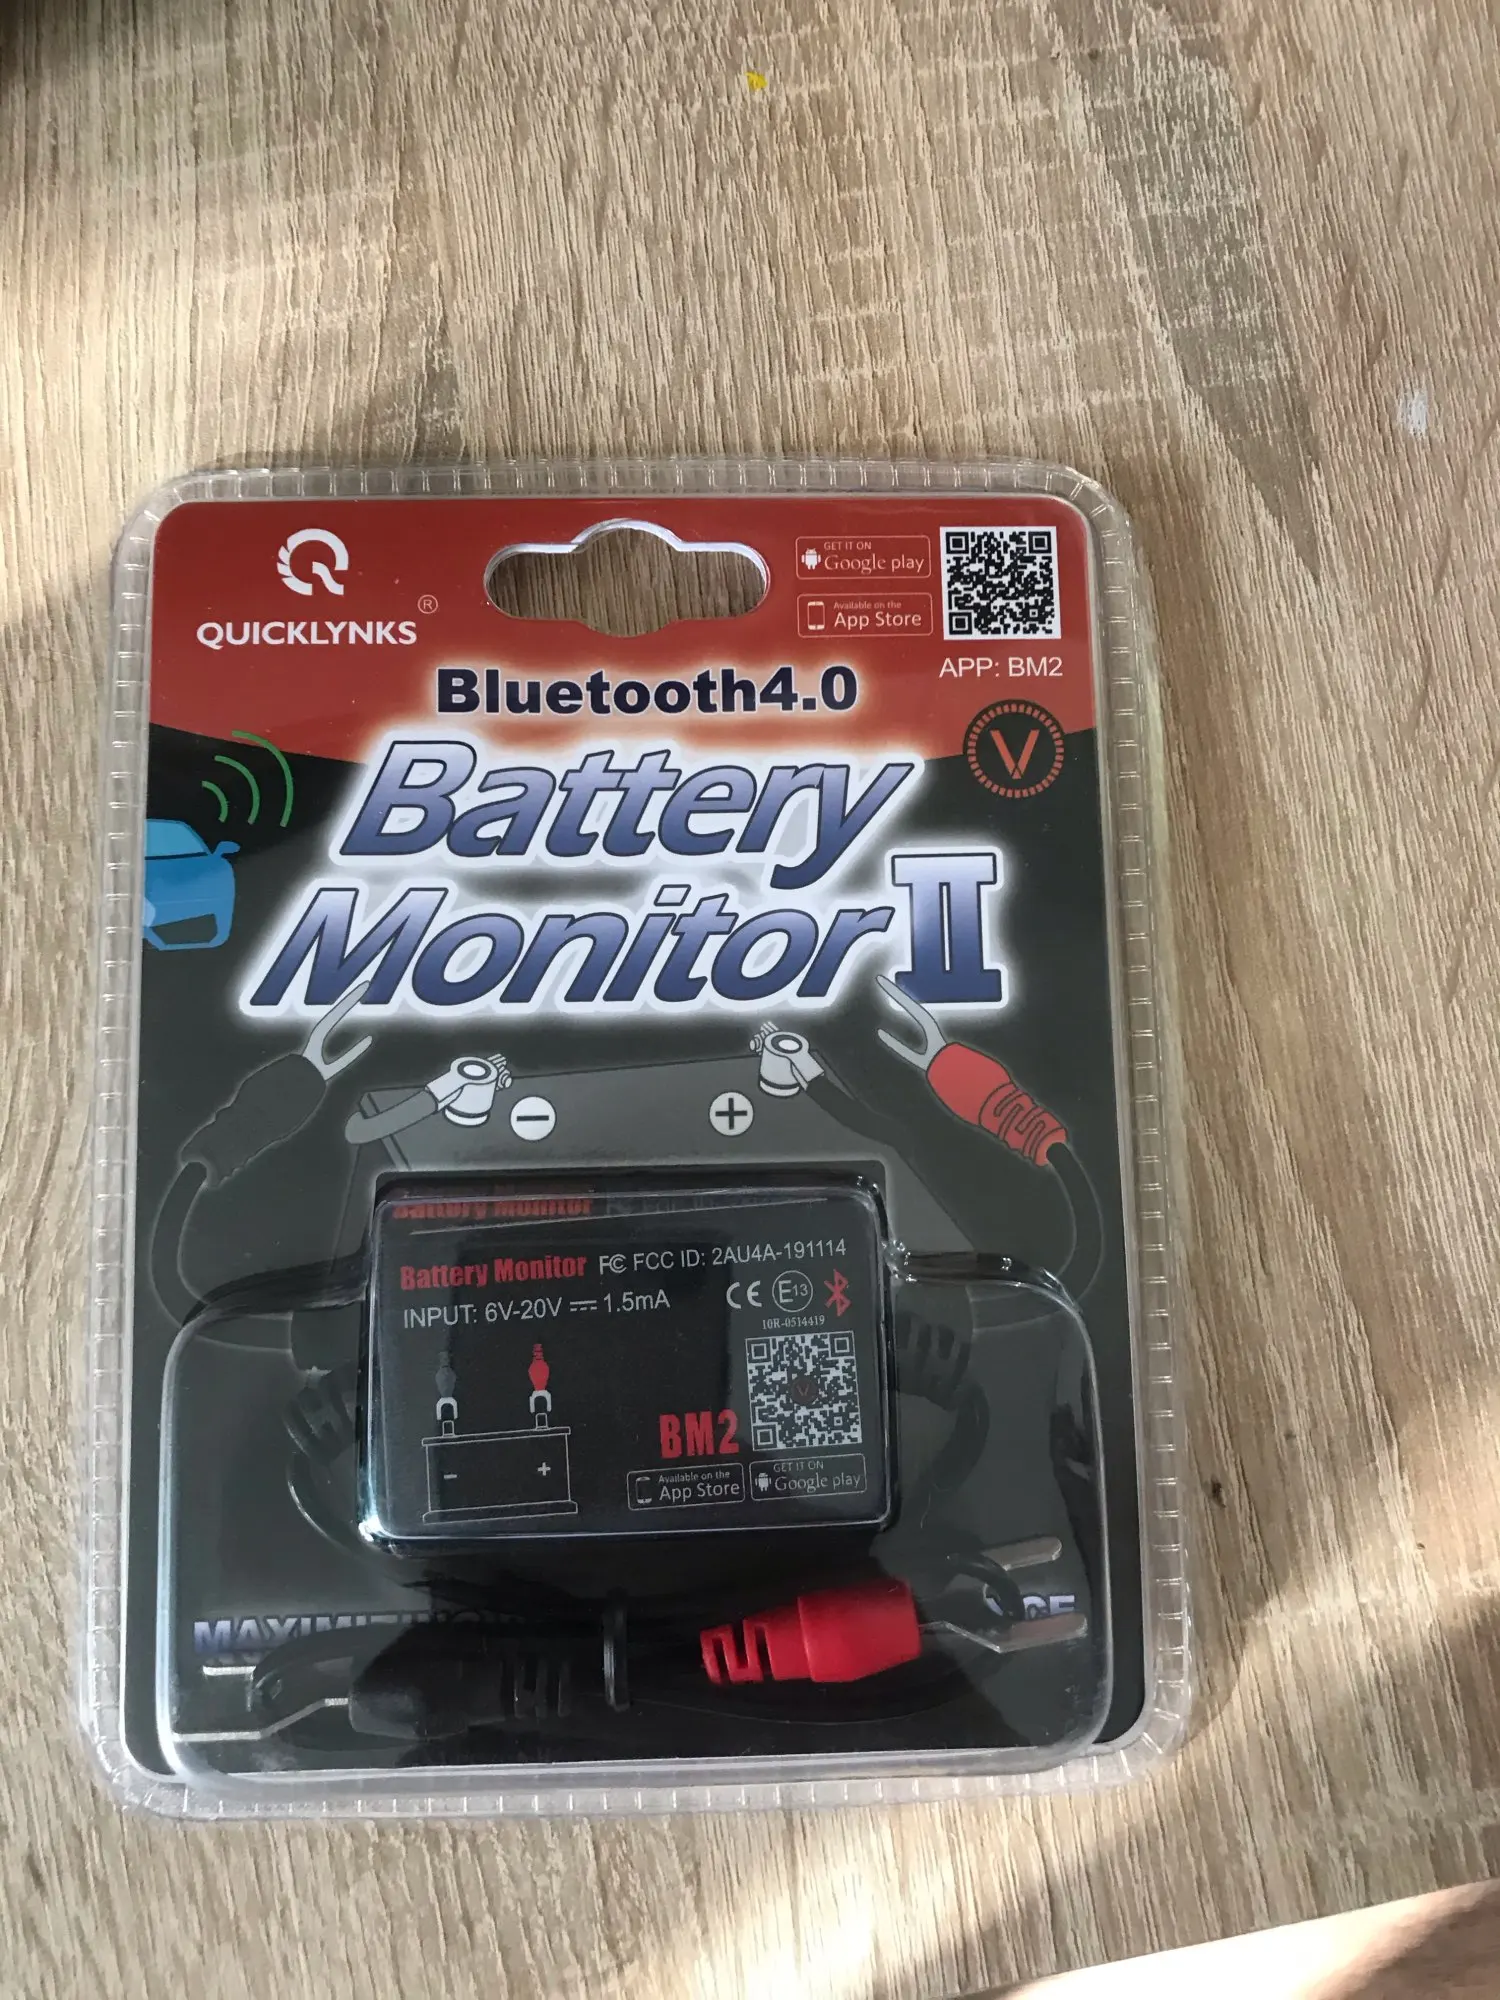 QUICKLYNKS ®
GET IT ON
Google play
Available on the
App Store
APP: BM2
Bluetooth4.0
Battery
Monitor II
V
Battery Monitor FC FCC ID: 2AU4A-191114
INPUT: 6V-20V 1.5mA
CE E13
10R-0514419
BM2
Available on the
App Store
GET IT ON
Google play